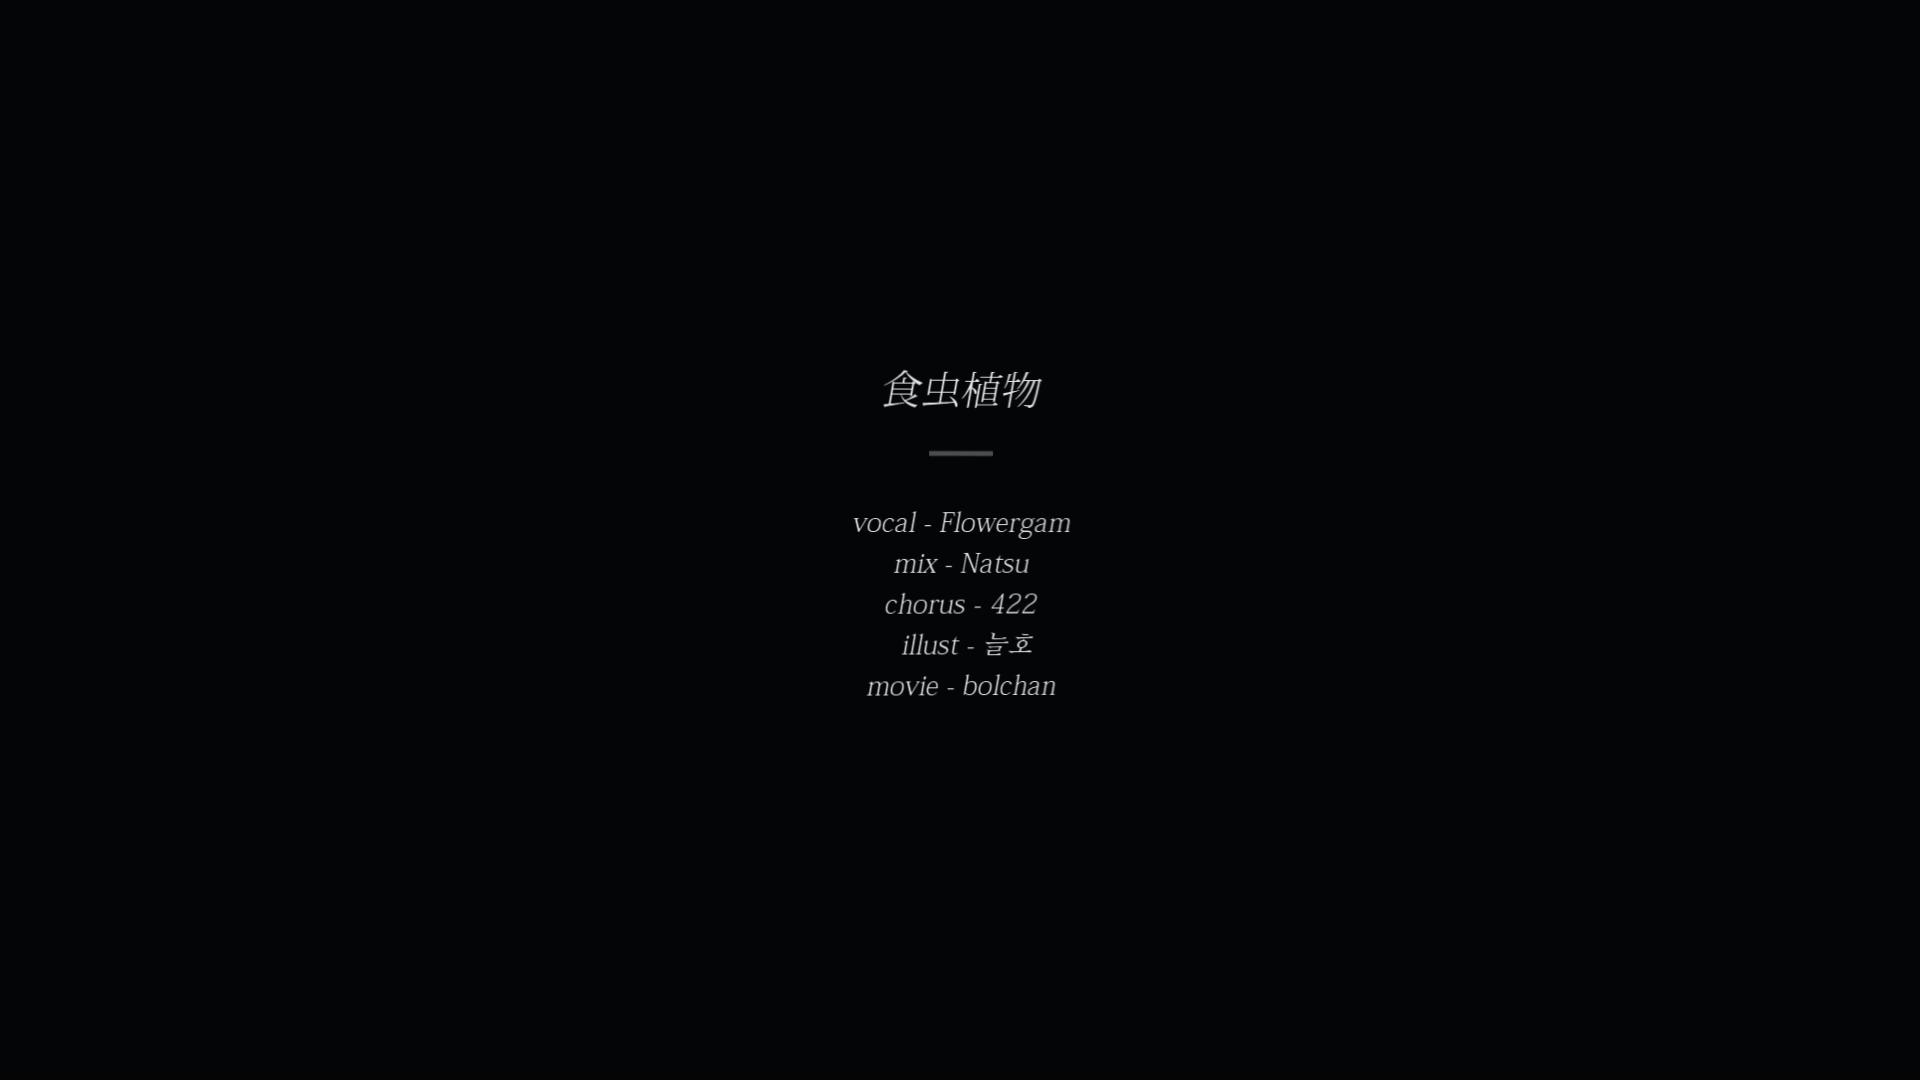 食虫植物
vocal - Flowergam
mix - Natsu
chorus - 422
illust - 늘호
movie - bolchan